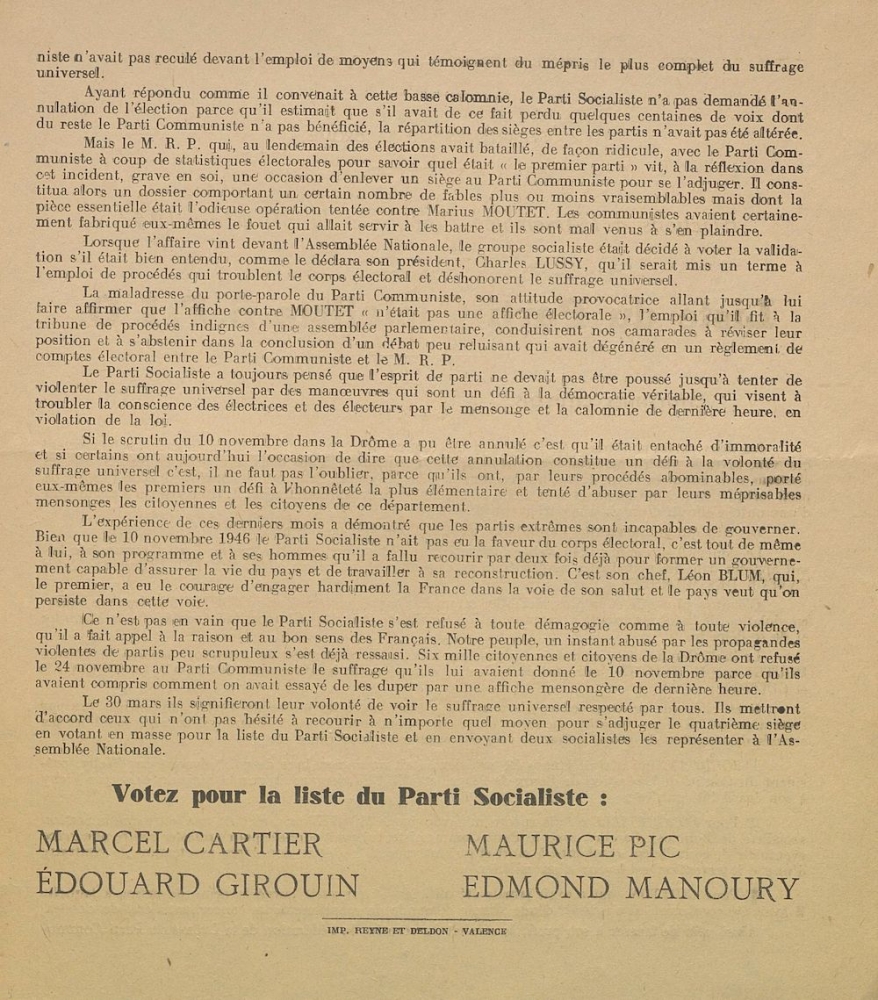 niste n'avait pas reculé devant l'emploi de moyens qui témoignent du mépris le plus complet du suffrage
universel.
Ayant répondu comme il convenait à cette basse calomnie, le Parti Socialiste n'a pas demandé l'an-
nulation de l'élection parce qu'il estimait que s'il avait de ce fait perdu quelques centaines de voix dont
du reste le Parti Communiste n'a pas bénéficié, la répartition des sièges entre les partis n'avait pas été altérée.
Mais le M. R. P. qui, au lendemain des élections avait bataillé, de façon ridicule, avec le Parti Com-
muniste à coup de statistiques électorales pour savoir quel était « le premier parti » vit, à la réflexion dans
cet incident, grave en soi, une occasion d'enlever un siège au Parti Communiste pour se l'adjuger. Il cons-
titua alors un dossier comportant un certain nombre de fables plus ou moins vraisemblables mais dont la
pièce essentielle était l'odieuse opération tentée contre Marius MOUTET. Les communistes avaient certaine-
ment fabriqué eux-mêmes le fouet qui allait servir à les battre et ils sont mal venus à s'en plaindre.
Lorsque l'affaire vint devant l'Assemblée Nationale, le groupe socialiste était décidé à voter la valida-
tion s'il était bien entendu, comme le déclara son président, Charles LUSSY, qu'il serait mis un terme à
l'emploi de procédés qui troublent le corps électoral et déshonorent le suffrage universel.
La maladresse du porte-parole du Parti Communiste, son attitude provocatrice allant jusqu'à lui
faire affirmer que l'affiche contre MOUTET « n'était pas une affiche électorale », l'emploi qu'il fit à la
tribune de procédés indignes d'une assemblée parlementaire, conduisirent nos camarades à réviser leur
position et à s'abstenir dans la conclusion d'un débat peu reluisant qui avait dégénéré en un règlement de
comptes électoral entre le Parti Communiste et le M. R. P.
Le Parti Socialiste a toujours pensé que l'esprit de parti ne devait pas être poussé jusqu'à tenter de
violenter le suffrage universel par des manœuvres qui sont un défi à la démocratie véritable, qui visent à
troubler la conscience des électrices et des électeurs par le mensonge et la calomnie de dernière heure, en
violation de la loi.
Si le scrutin du 10 novembre dans la Drôme a pu être annulé c'est qu'il était entaché d'immoralité
et si certains ont aujourd'hui l'occasion de dire que cette annulation constitue un défi à la volonté du
suffrage universel c'est, il ne faut pas l'oublier, parce qu'ils ont, par leurs procédés abominables, porté
eux-mêmes les premiers un défi à l'honnêteté la plus élémentaire et tenté d'abuser par leurs méprisables
mensonges les citoyennes et les citoyens de ce département.
L'expérience de ces derniers mois a démontré que les partis extrêmes sont incapables de gouverner.
Bien que le 10 novembre 1946 le Parti Socialiste n'ait pas eu la faveur du corps électoral, c'est tout de même
à lui, à son programme et à ses hommes qu'il a fallu recourir par deux fois déjà pour former un gouverne-
ment capable d'assurer la vie du pays et de travailler à sa reconstruction. C'est son chef, Léon BLUM, qui,
le premier, a eu le courage d'engager hardiment la France dans la voie de son salut et le pays veut qu'on
persiste dans cette voie.
Ce n'est pas en vain que le Parti Socialiste s'est refusé à toute démagogie comme à toute violence,
qu'il a fait appel à la raison et au bon sens des Français. Notre peuple, un instant abusé par les propagandes
violentes de partis peu scrupuleux s'est déjà ressaisi. Six mille citoyennes et citoyens de la Drôme ont refusé
le 24 novembre au Parti Communiste le suffrage qu'ils lui avaient donné le 10 novembre parce qu'ils
avaient compris comment on avait essayé de les duper par une affiche mensongère de dernière heure.
Le 30 mars ils signifieront leur volonté de voir le suffrage universel respecté par tous. Ils mettront
d'accord ceux qui n'ont pas hésité à recourir à n'importe quel moyen pour s'adjuger le quatrième siège
en votant en masse pour la liste du Parti Socialiste et en envoyant deux socialistes les représenter à l'As-
semblée Nationale.
Votez pour la liste du Parti Socialiste :
MARCEL CARTIER
MAURICE PIC
ÉDOUARD GIROUIN
EDMOND MANOURY
IMP. REYNE ET DELDON - VALENCE